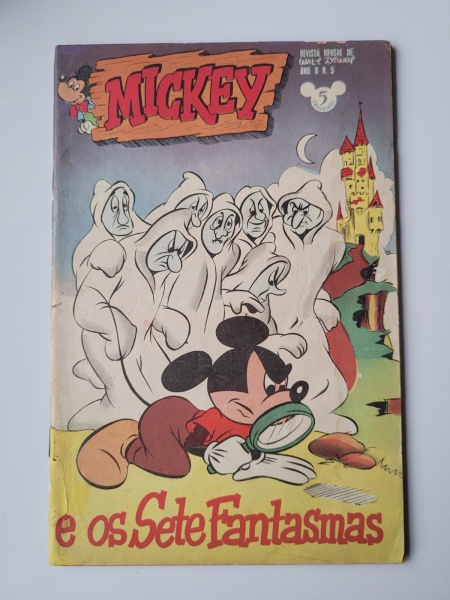 MICKEY
REVISTA MENSAL DE
WALT DISNEY
ANO II N. 5
5
e os Sete Fantasmas